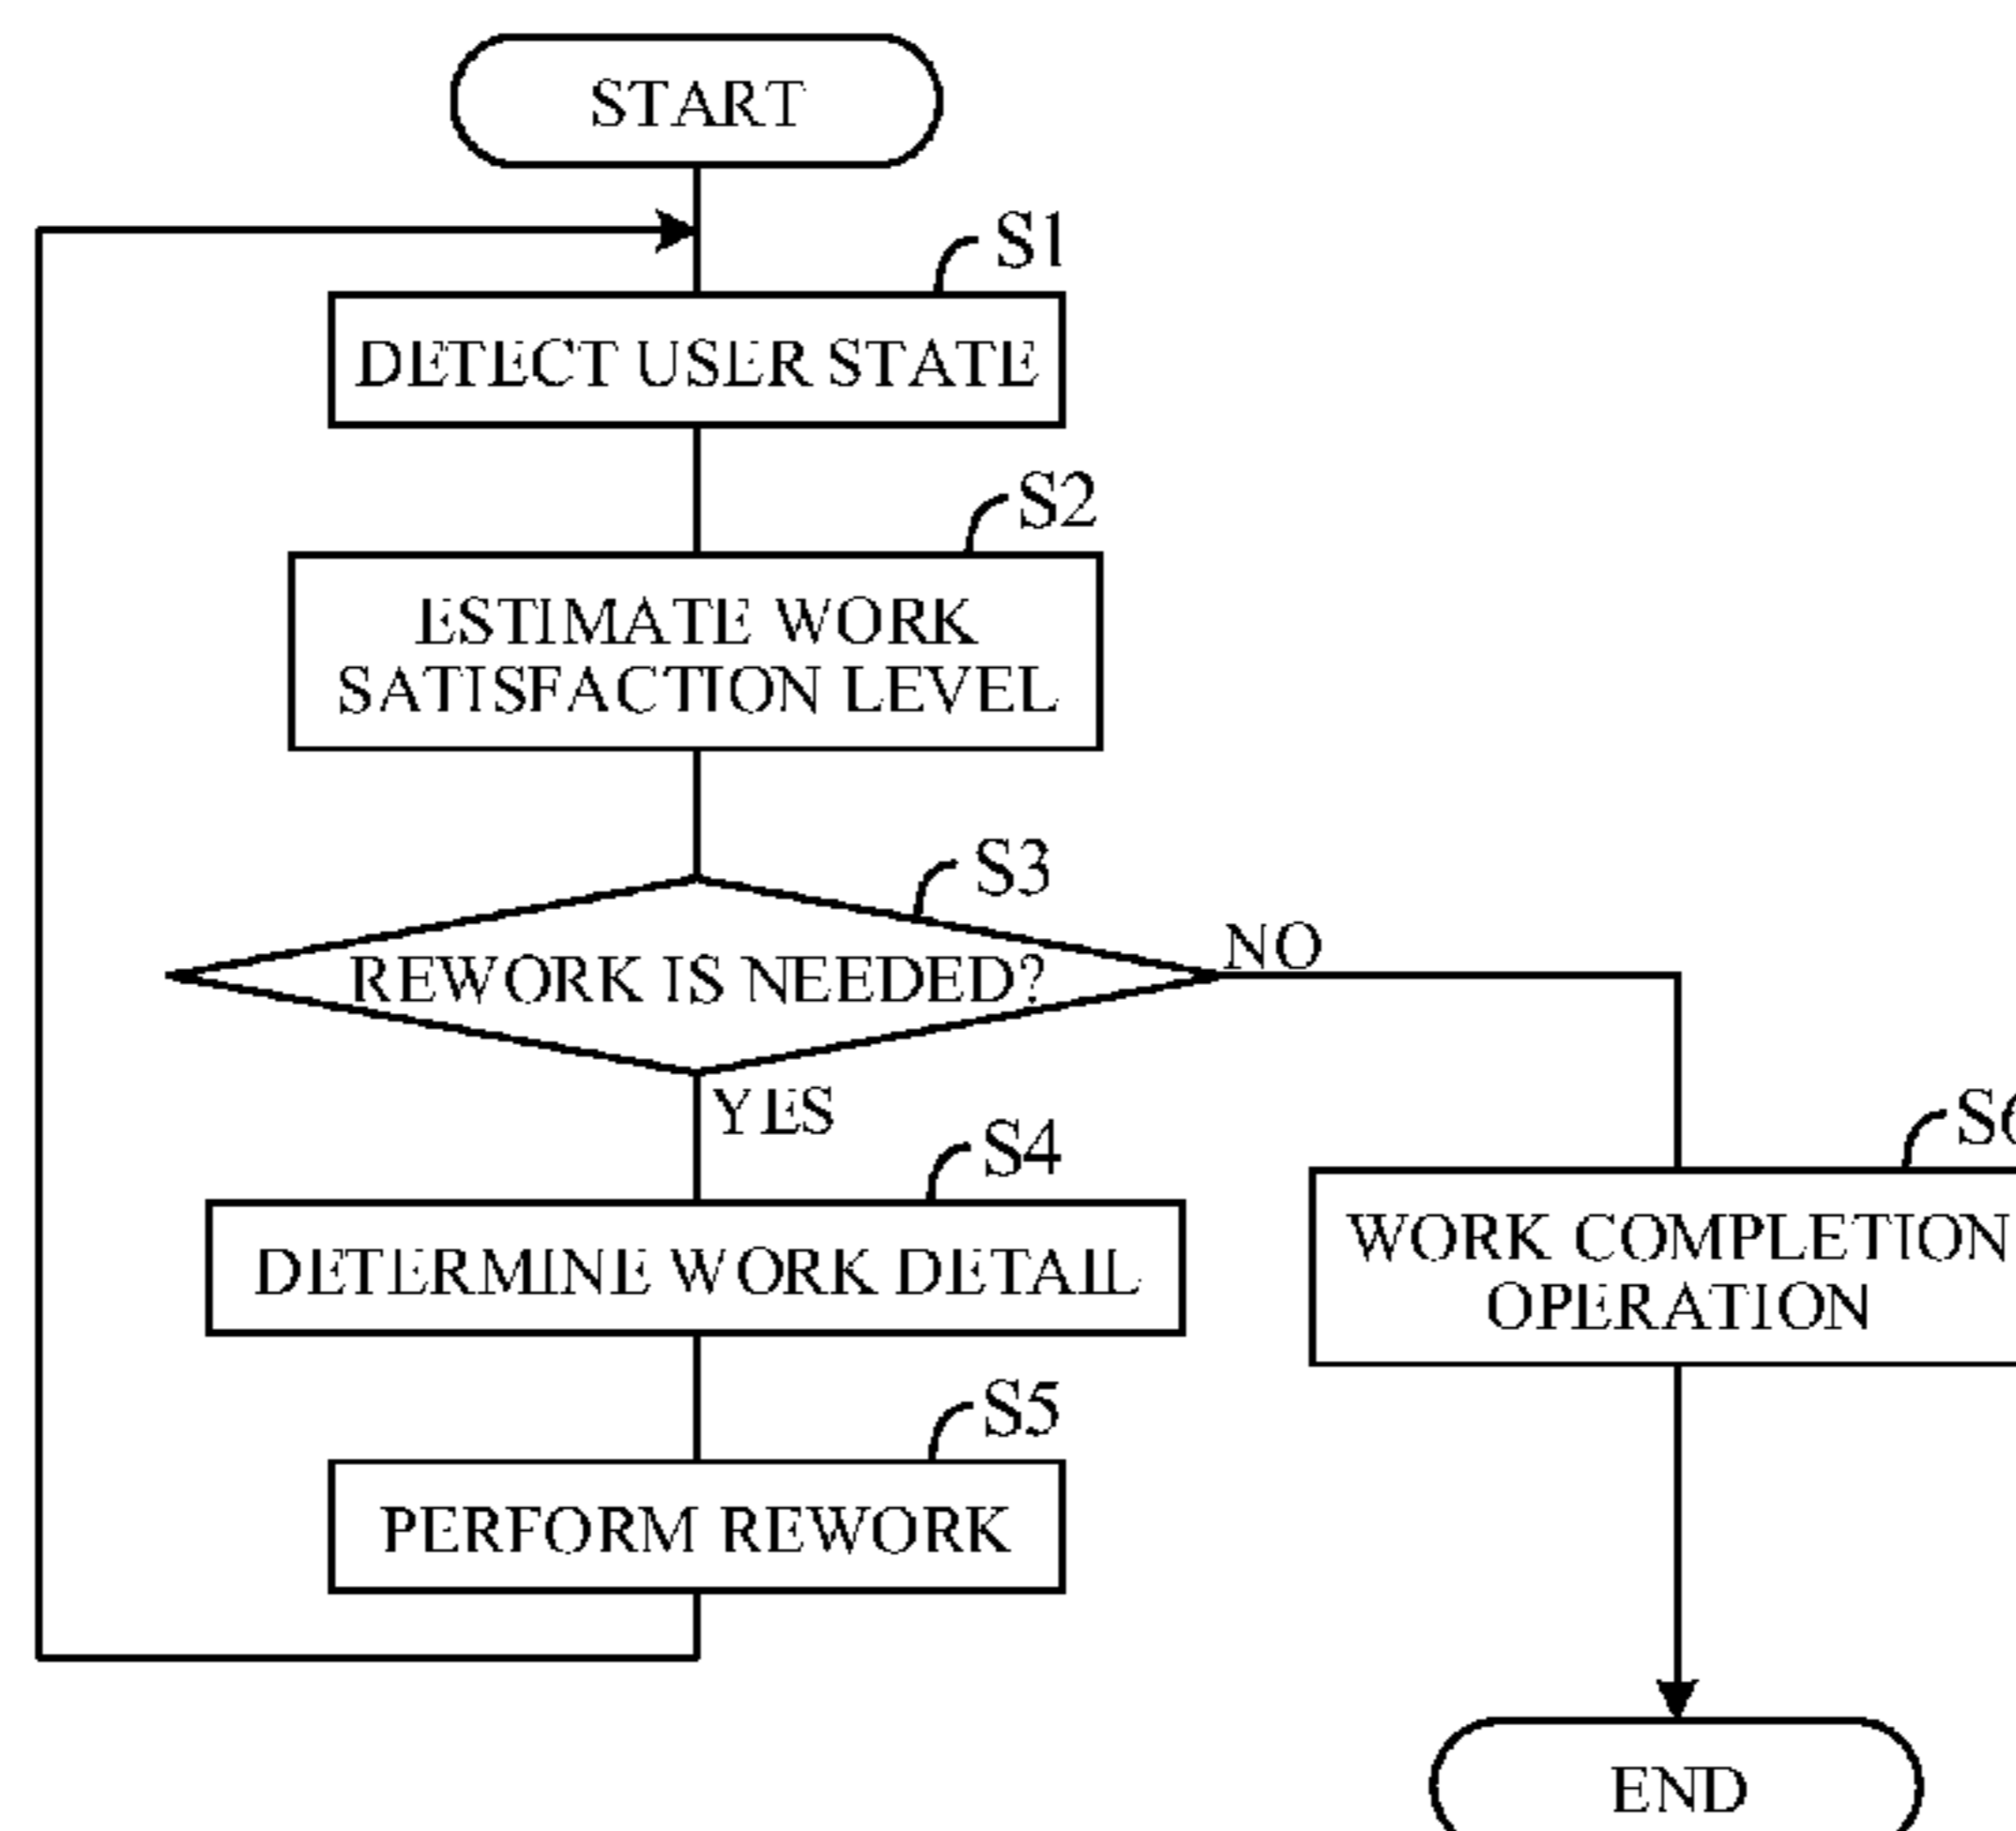 START
S1
DETECT USER STATE
S2
ESTIMATE WORK
SATISFACTION LEVEL
S3
REWORK IS NEEDED?
NO
YES
S4
DETERMINE WORK DETAIL
S5
PERFORM REWORK
S6
WORK COMPLETION
OPERATION
END